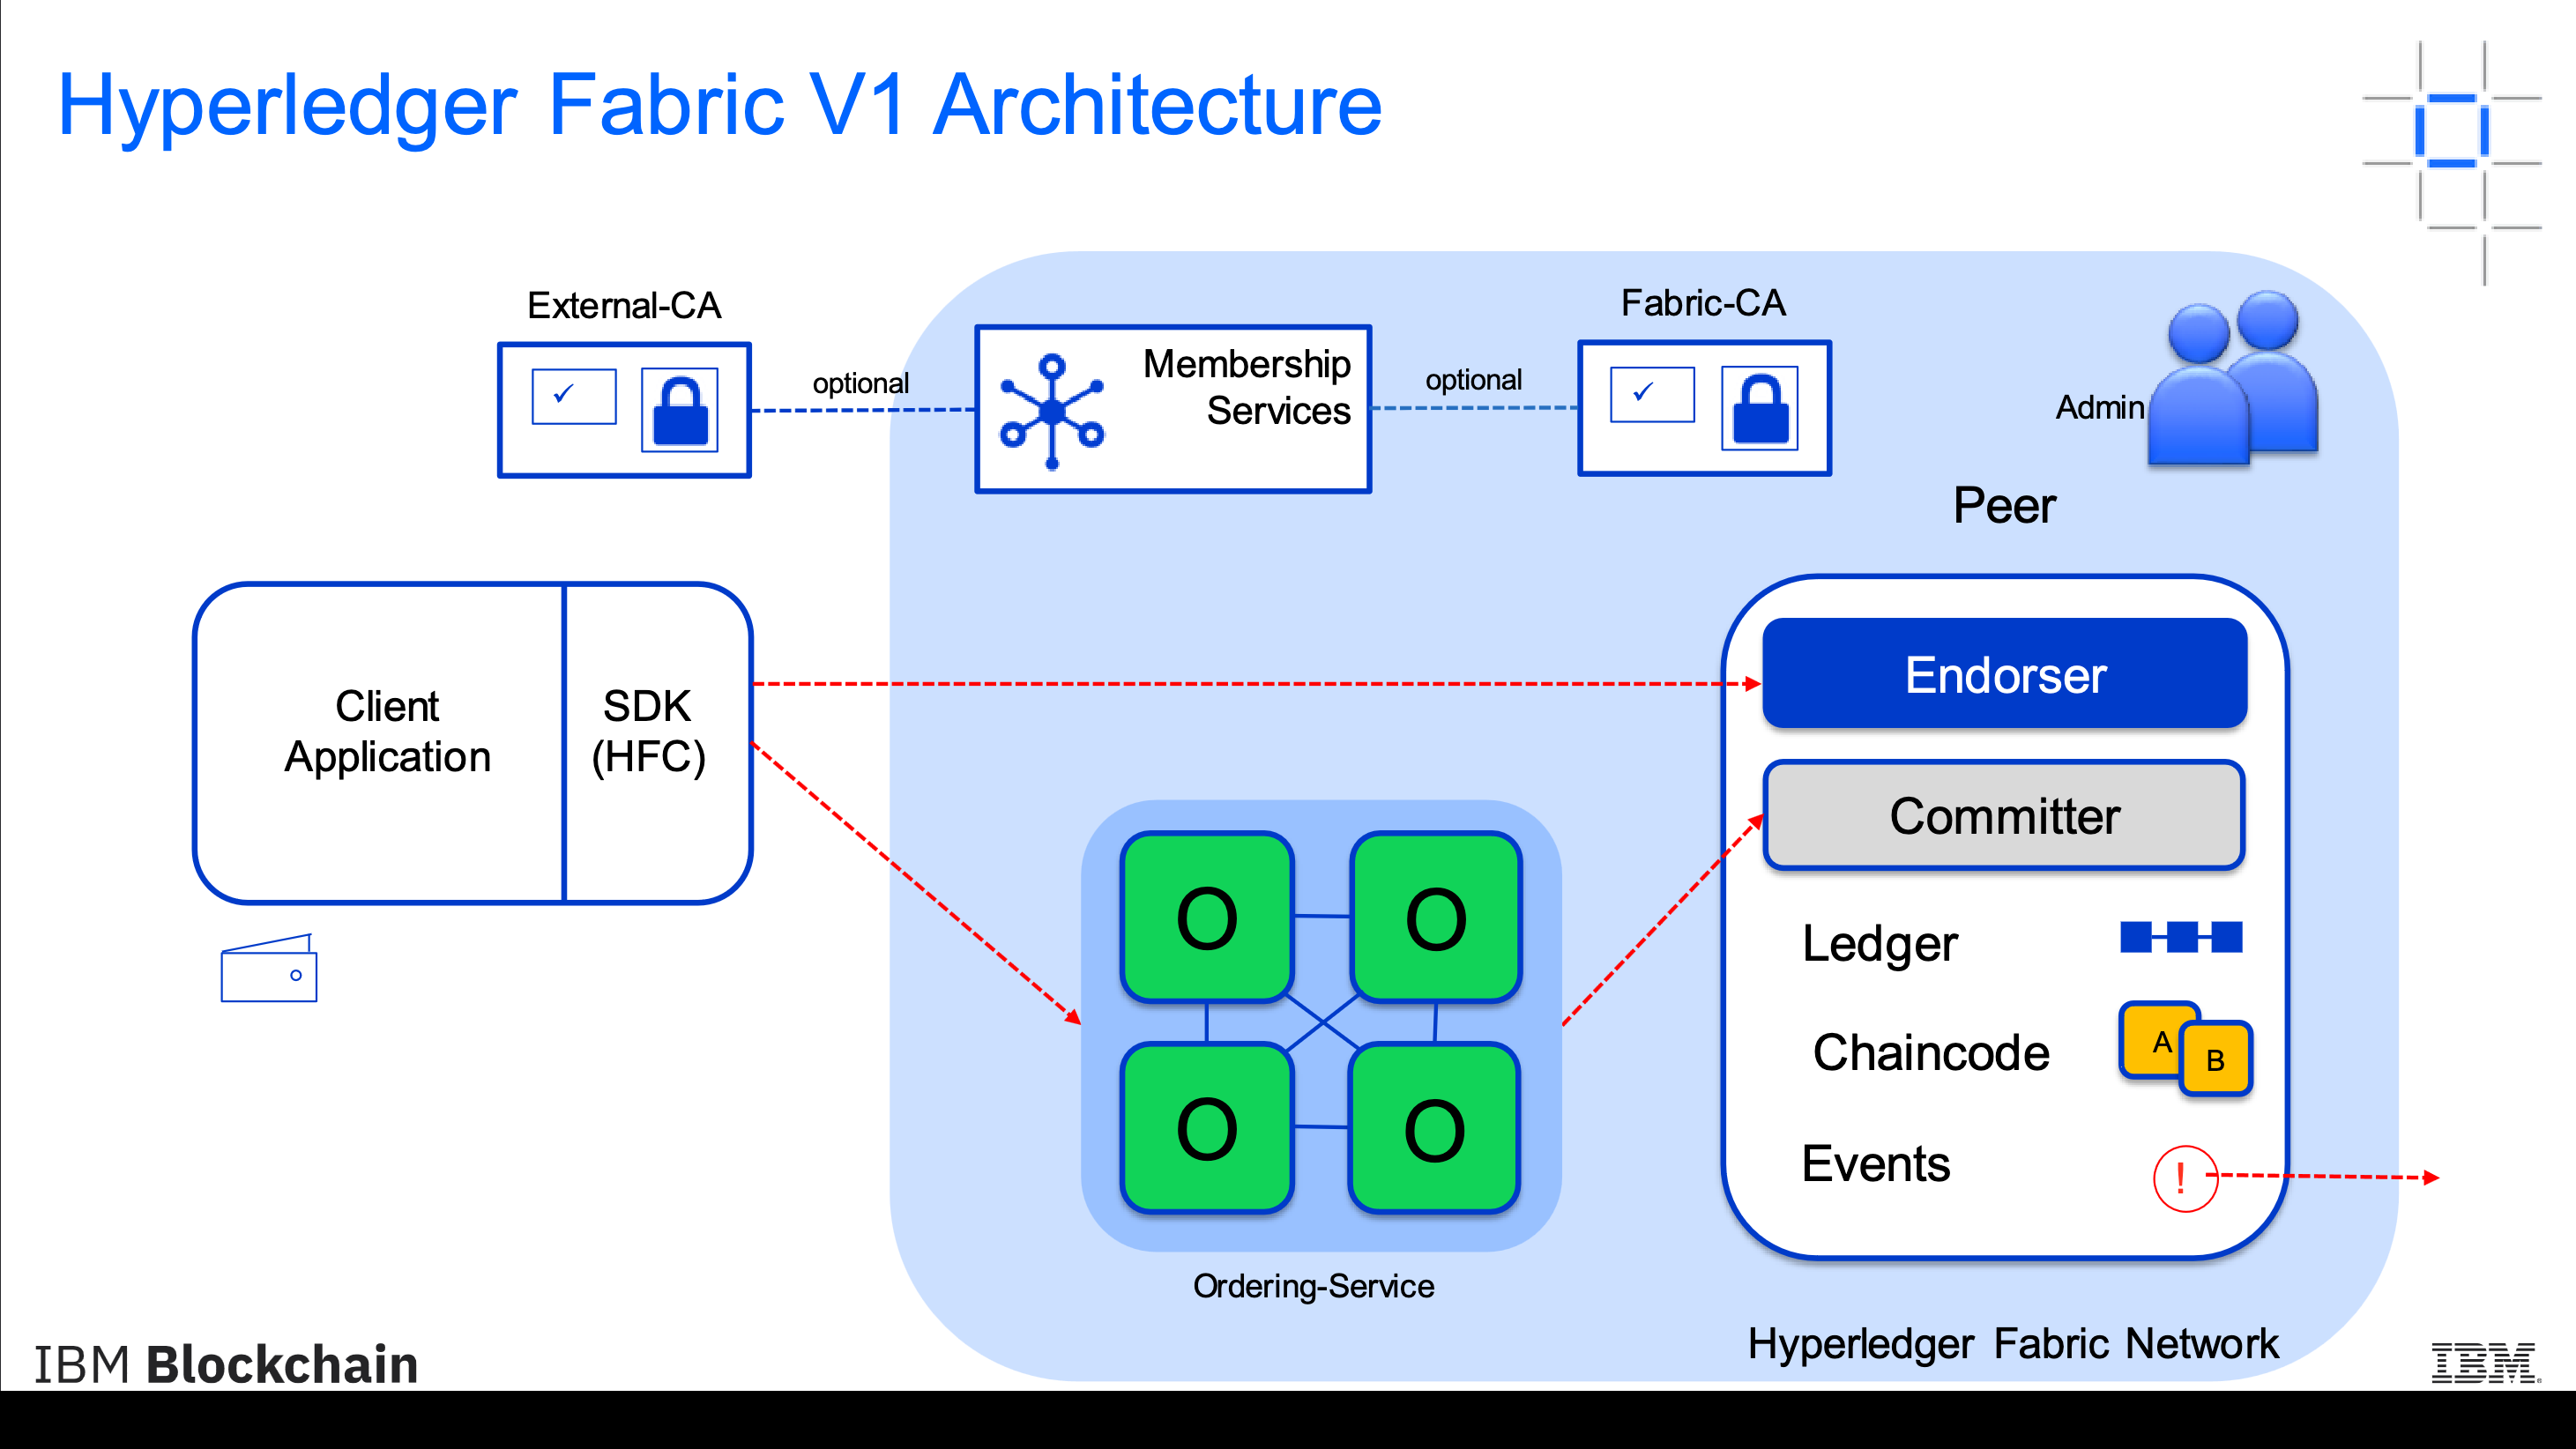 Hyperledger Fabric V1 Architecture
External-CA
Fabric-CA
optional
Membership
Services
optional
Admin
Peer
Client
Application
SDK
(HFC)
Endorser
Committer
O
O
O
O
Ledger
Chaincode
A
B
Events
!
Ordering-Service
Hyperledger Fabric Network
IBM Blockchain
IBM®